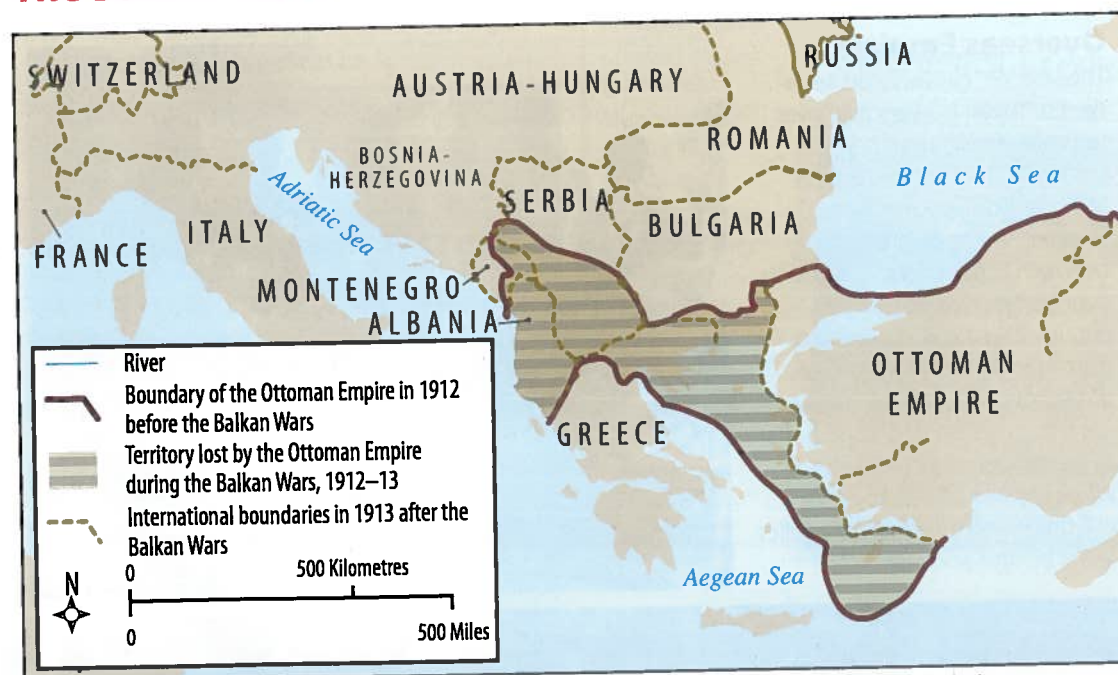 SWITZERLAND
AUSTRIA-HUNGARY
RUSSIA
ROMANIA
BOSNIA-
HERZEGOVINA
Black Sea
Adriatic Sea
SERBIA
BULGARIA
ITALY
FRANCE
MONTENEGRO
ALBANIA
OTTOMAN
EMPIRE
GREECE
Aegean Sea
River
Boundary of the Ottoman Empire in 1912
before the Balkan Wars
Territory lost by the Ottoman Empire
during the Balkan Wars, 1912–13
International boundaries in 1913 after the
Balkan Wars
N
0 500 Kilometres
0 500 Miles